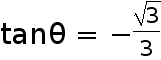 tanθ = −√3/3